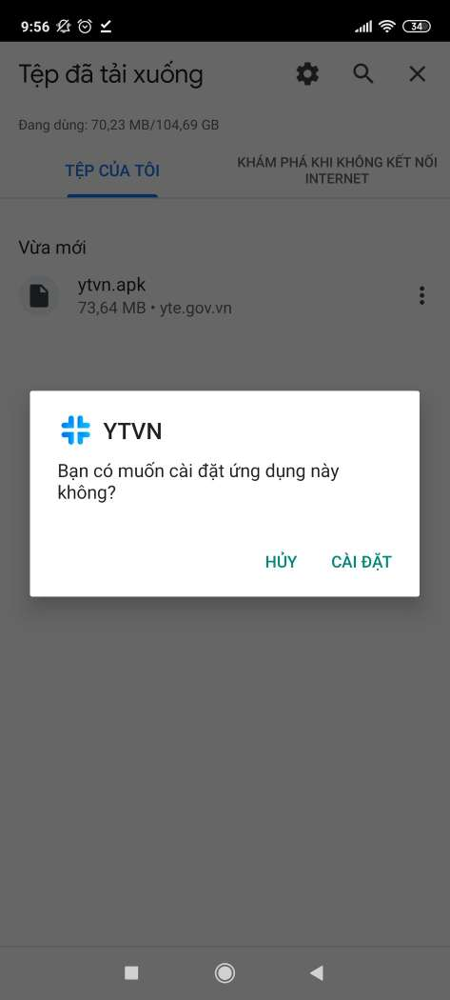 9:56
34
Tệp đã tải xuống
Đang dùng: 70,23 MB/104,69 GB
TỆP CỦA TÔI
KHÁM PHÁ KHI KHÔNG KẾT NỐI
INTERNET
Vừa mới
ytvn.apk
73,64 MB • yte.gov.vn
YTVN
Bạn có muốn cài đặt ứng dụng này
không?
HỦY
CÀI ĐẶT